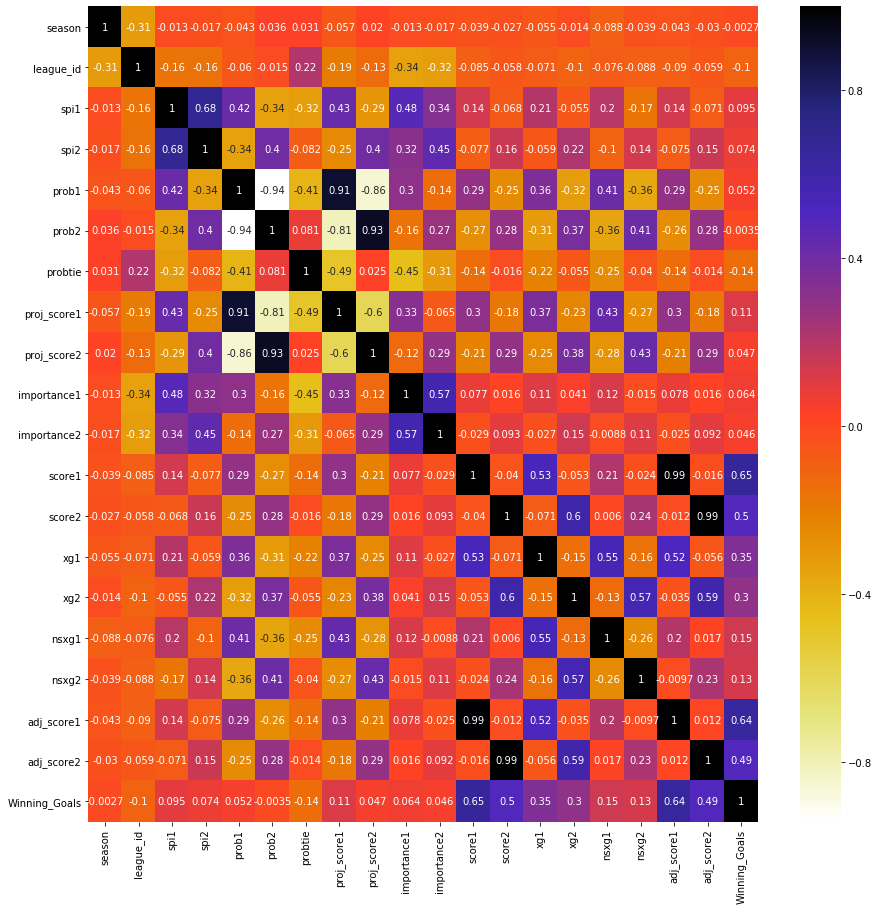 season 1 -0.31 -0.013 -0.017 -0.043 0.036 0.031 -0.057 0.02 -0.013 -0.017 -0.039 -0.027 -0.055 -0.014 -0.088 -0.039 -0.043 -0.03 -0.0027
league_id -0.31 1 -0.16 -0.16 -0.06 -0.015 0.22 -0.19 -0.13 -0.34 -0.32 -0.085 -0.058 -0.071 -0.1 -0.076 -0.088 -0.09 -0.059 -0.1
0.8
spi1 -0.013 -0.16 1 0.68 0.42 -0.34 -0.32 0.43 -0.29 0.48 0.34 0.14 -0.068 0.21 -0.055 0.2 -0.17 0.14 -0.071 0.095
spi2 -0.017 -0.16 0.68 1 -0.34 0.4 -0.082 -0.25 0.4 0.32 0.45 -0.077 0.16 -0.059 0.22 -0.1 0.14 -0.075 0.15 0.074
prob1 -0.043 -0.06 0.42 -0.34 1 -0.94 -0.41 0.91 -0.86 0.3 -0.14 0.29 -0.25 0.36 -0.32 0.41 -0.36 0.29 -0.25 0.052
prob2 0.036 -0.015 -0.34 0.4 -0.94 1 0.081 -0.81 0.93 -0.16 0.27 -0.27 0.28 -0.31 0.37 -0.36 0.41 -0.26 0.28 -0.0035
0.4
probtie 0.031 0.22 -0.32 -0.082 -0.41 0.081 1 -0.49 0.025 -0.45 -0.31 -0.14 -0.016 -0.22 -0.055 -0.25 -0.04 -0.14 -0.014 -0.14
proj_score1 -0.057 -0.19 0.43 -0.25 0.91 -0.81 -0.49 1 -0.6 0.33 -0.065 0.3 -0.18 0.37 -0.23 0.43 -0.27 0.3 -0.18 0.11
proj_score2 0.02 -0.13 -0.29 0.4 -0.86 0.93 0.025 -0.6 1 -0.12 0.29 -0.21 0.29 -0.25 0.38 -0.28 0.43 -0.21 0.29 0.047
importance1 -0.013 -0.34 0.48 0.32 0.3 -0.16 -0.45 0.33 -0.12 1 0.57 0.077 0.016 0.11 0.041 0.12 -0.015 0.078 0.016 0.064
0.0
importance2 -0.017 -0.32 0.34 0.45 -0.14 0.27 -0.31 -0.065 0.29 0.57 1 -0.029 0.093 -0.027 0.15 -0.0088 0.11 -0.025 0.092 0.046
score1 -0.039 -0.085 0.14 -0.077 0.29 -0.27 -0.14 0.3 -0.21 0.077 -0.029 1 -0.04 0.53 -0.053 0.21 -0.024 0.99 -0.016 0.65
score2 -0.027 -0.058 -0.068 0.16 -0.25 0.28 -0.016 -0.18 0.29 0.016 0.093 -0.04 1 -0.071 0.6 0.006 0.24 -0.012 0.99 0.5
xg1 -0.055 -0.071 0.21 -0.059 0.36 -0.31 -0.22 0.37 -0.25 0.11 -0.027 0.53 -0.071 1 -0.15 0.55 -0.16 0.52 -0.056 0.35
xg2 -0.014 -0.1 -0.055 0.22 -0.32 0.37 -0.055 -0.23 0.38 0.041 0.15 -0.053 0.6 -0.15 1 -0.13 0.57 -0.035 0.59 0.3
-0.4
nsxg1 -0.088 -0.076 0.2 -0.1 0.41 -0.36 -0.25 0.43 -0.28 0.12 -0.0088 0.21 0.006 0.55 -0.13 1 -0.26 0.2 0.017 0.15
nsxg2 -0.039 -0.088 -0.17 0.14 -0.36 0.41 -0.04 -0.27 0.43 -0.015 0.11 -0.024 0.24 -0.16 0.57 -0.26 1 -0.0097 0.23 0.13
adj_score1 -0.043 -0.09 0.14 -0.075 0.29 -0.26 -0.14 0.3 -0.21 0.078 -0.025 0.99 -0.012 0.52 -0.035 0.2 -0.0097 1 0.012 0.64
adj_score2 -0.03 -0.059 -0.071 0.15 -0.25 0.28 -0.014 -0.18 0.29 0.016 0.092 -0.016 0.99 -0.056 0.59 0.017 0.23 0.012 1 0.49
-0.8
Winning_Goals -0.0027 -0.1 0.095 0.074 0.052 -0.0035 -0.14 0.11 0.047 0.064 0.046 0.65 0.5 0.35 0.3 0.15 0.13 0.64 0.49 1
season league_id spi1 spi2 prob1 prob2 probtie proj_score1 proj_score2 importance1 importance2 score1 score2 xg1 xg2 nsxg1 nsxg2 adj_score1 adj_score2 Winning_Goals